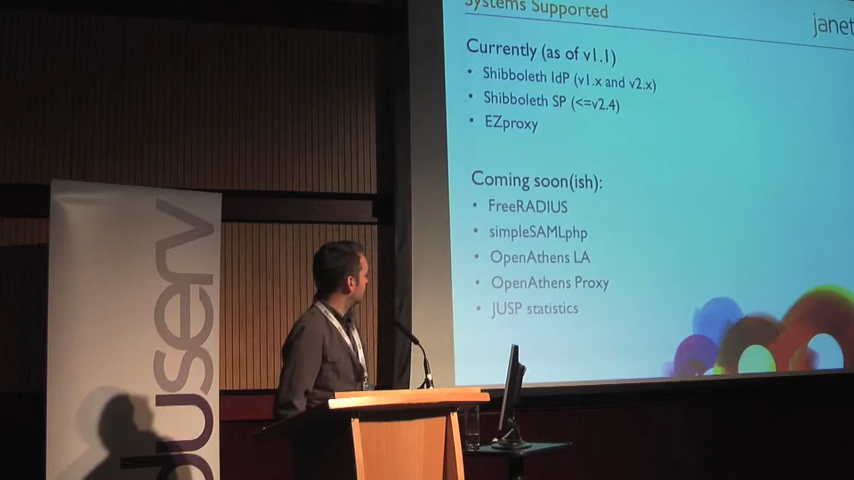 Systems Supported
janet
Currently (as of v1.1)
• Shibboleth IdP (v1.x and v2.x)
• Shibboleth SP (<=v2.4)
• EZproxy
Coming soon(ish):
• FreeRADIUS
• simpleSAMLphp
• OpenAthens LA
• OpenAthens Proxy
• JUSP statistics
duserv